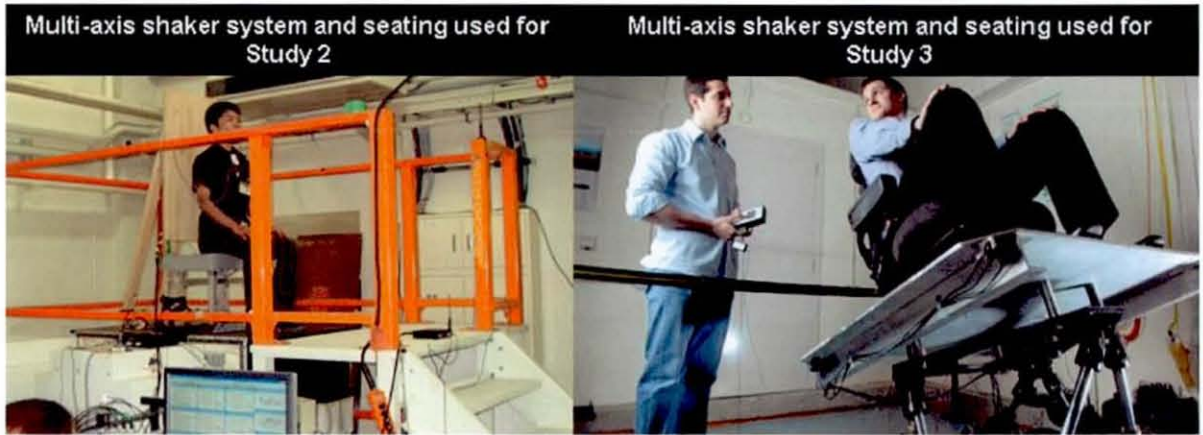 Multi-axis shaker system and seating used for
Study 2
Multi-axis shaker system and seating used for
Study 3